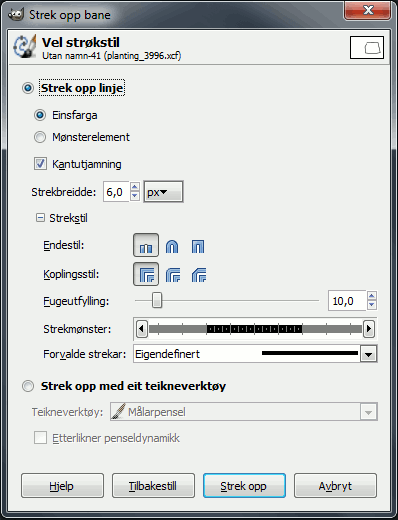 Strek opp bane
Vel strøkstil
Utan namn-41 (planting_3996.xcf)
Strek opp linje
Einsfarga
Mønsterelement
Kantutjamning
Strekbreidde: 6,0 px
Strekstil
Endestil:
Koplingsstil:
Fugeutfylling: 10,0
Strekmønster:
Forvalde strekar: Eigendefinert
Strek opp med eit teikneverktøy
Teikneverktøy: Målarpensel
Etterlikner penseldynamikk
Hjelp Tilbakestill Strek opp Avbryt